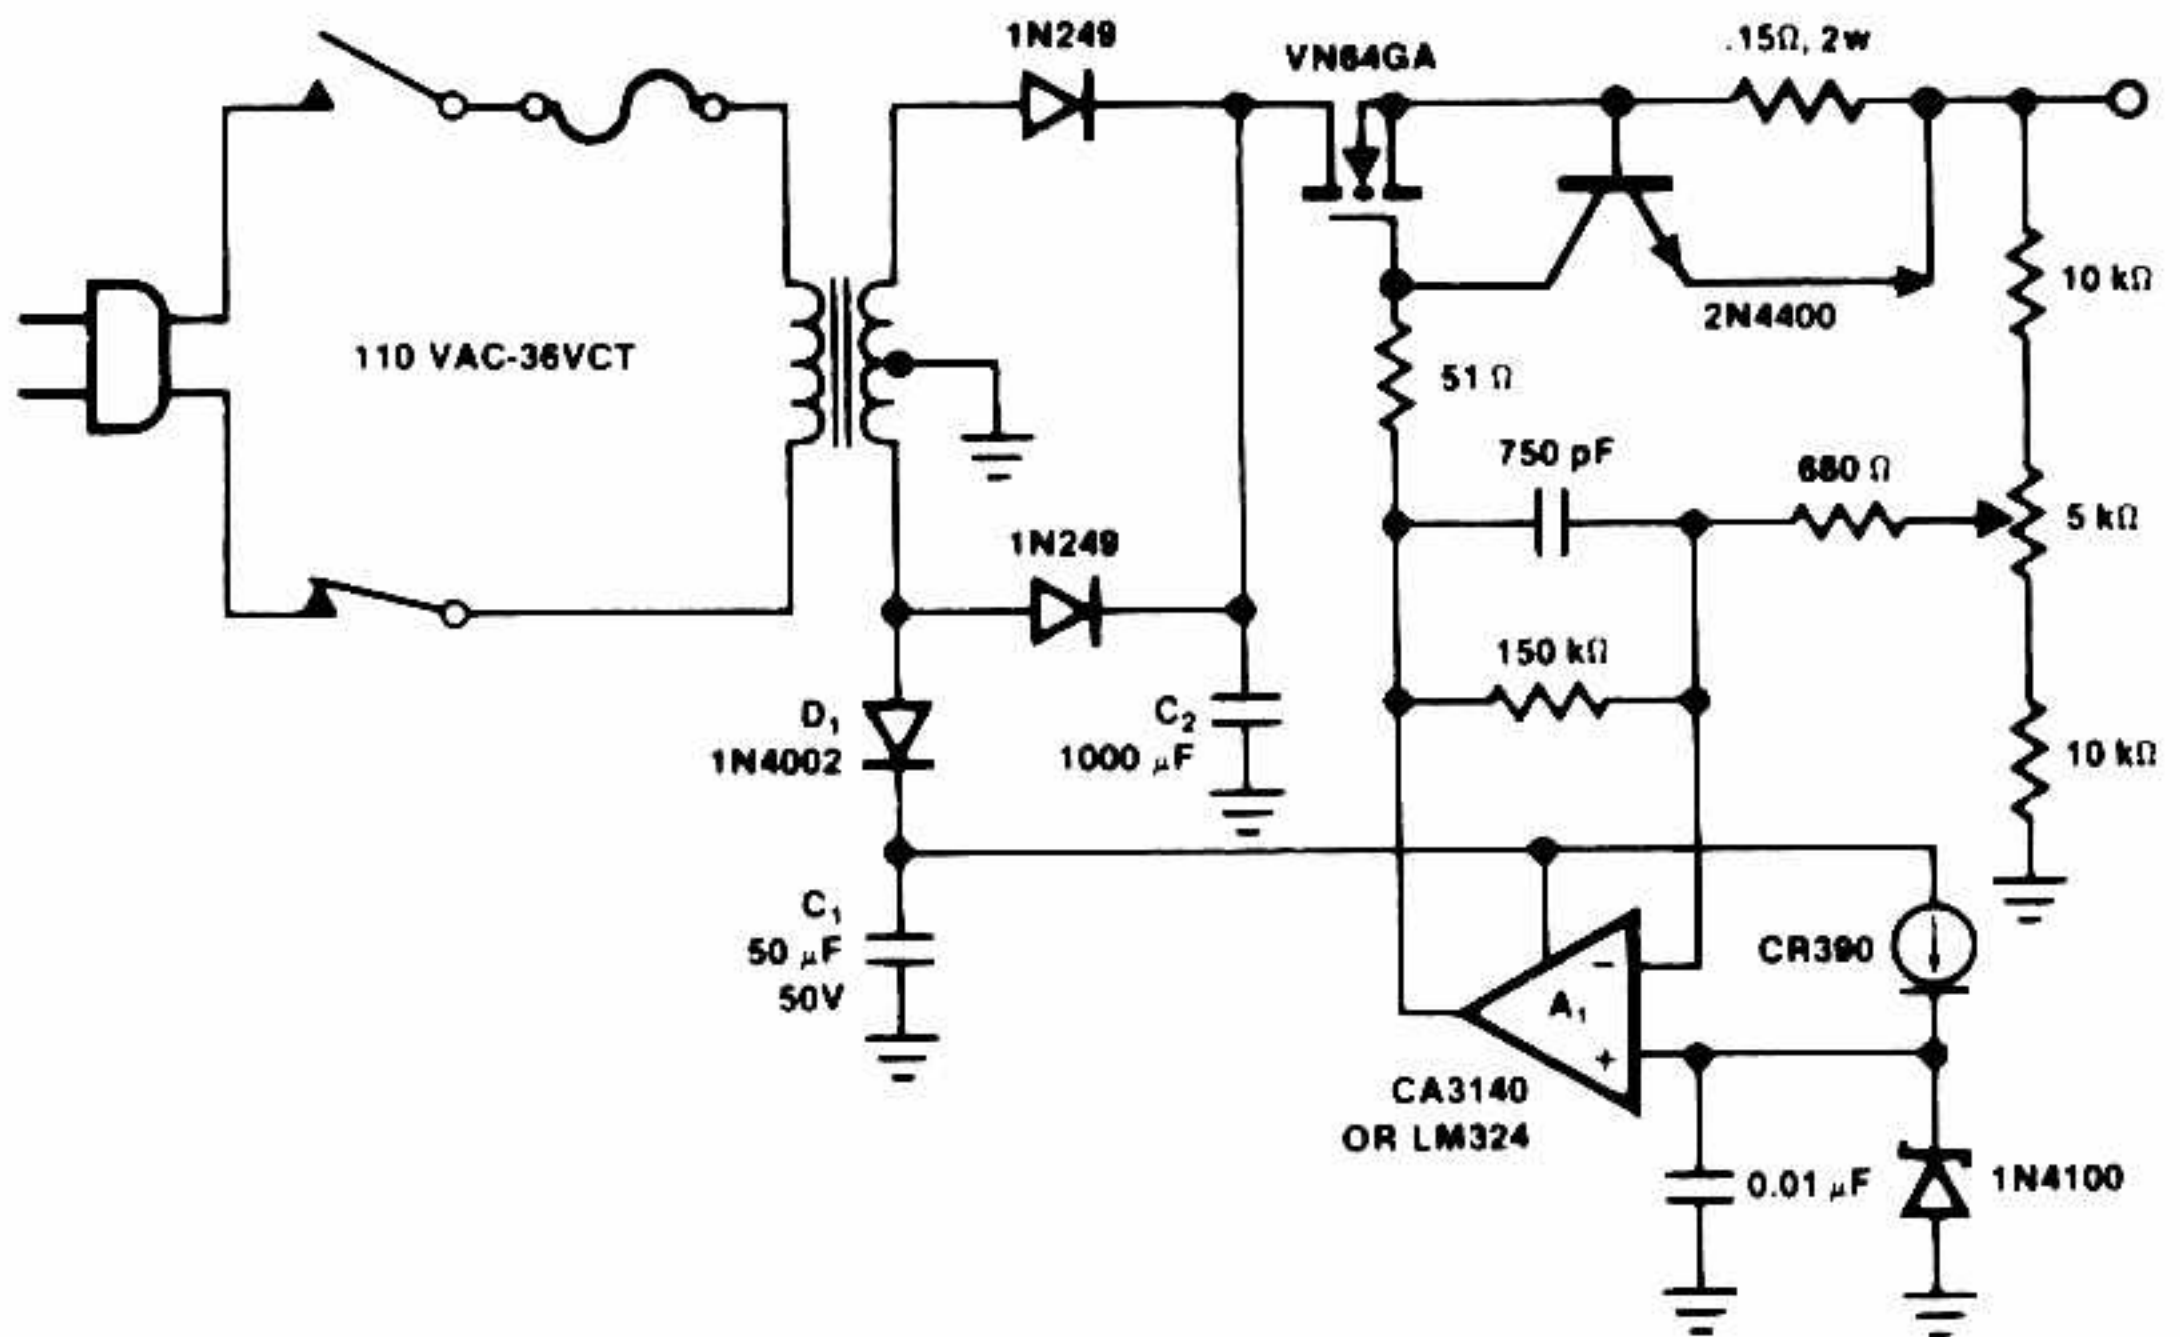 1N249
VN64GA
.15Ω, 2w
10 kΩ
2N4400
110 VAC-36VCT
51 Ω
750 pF
680 Ω
5 kΩ
1N249
150 kΩ
D₁
1N4002
C₂
1000 μF
10 kΩ
C₁
50 μF
50V
CR390
−
A₁
+
CA3140
OR LM324
0.01 μF
1N4100